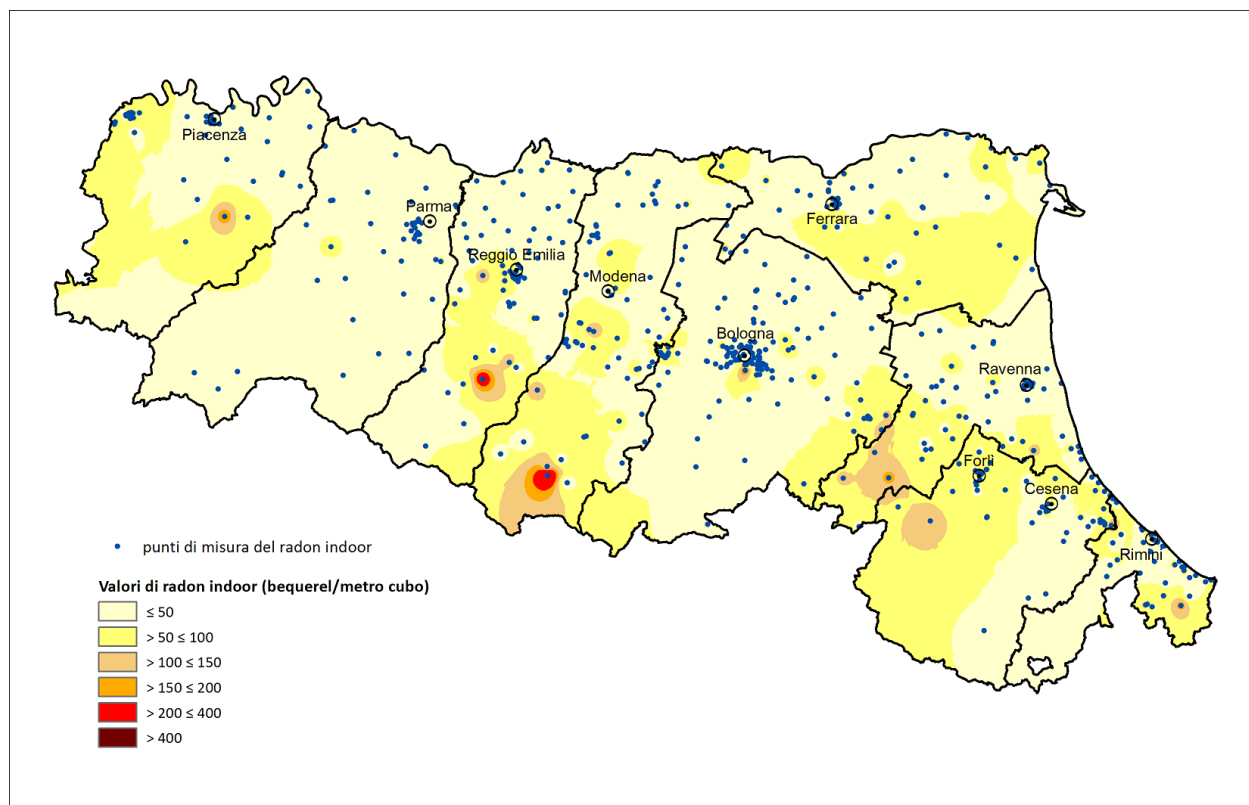 Piacenza
Parma
Ferrara
Reggio Emilia
Modena
Bologna
Ravenna
Forlì
Cesena
Rimini
punti di misura del radon indoor
Valori di radon indoor (bequerel/metro cubo)
≤ 50
> 50 ≤ 100
> 100 ≤ 150
> 150 ≤ 200
> 200 ≤ 400
> 400